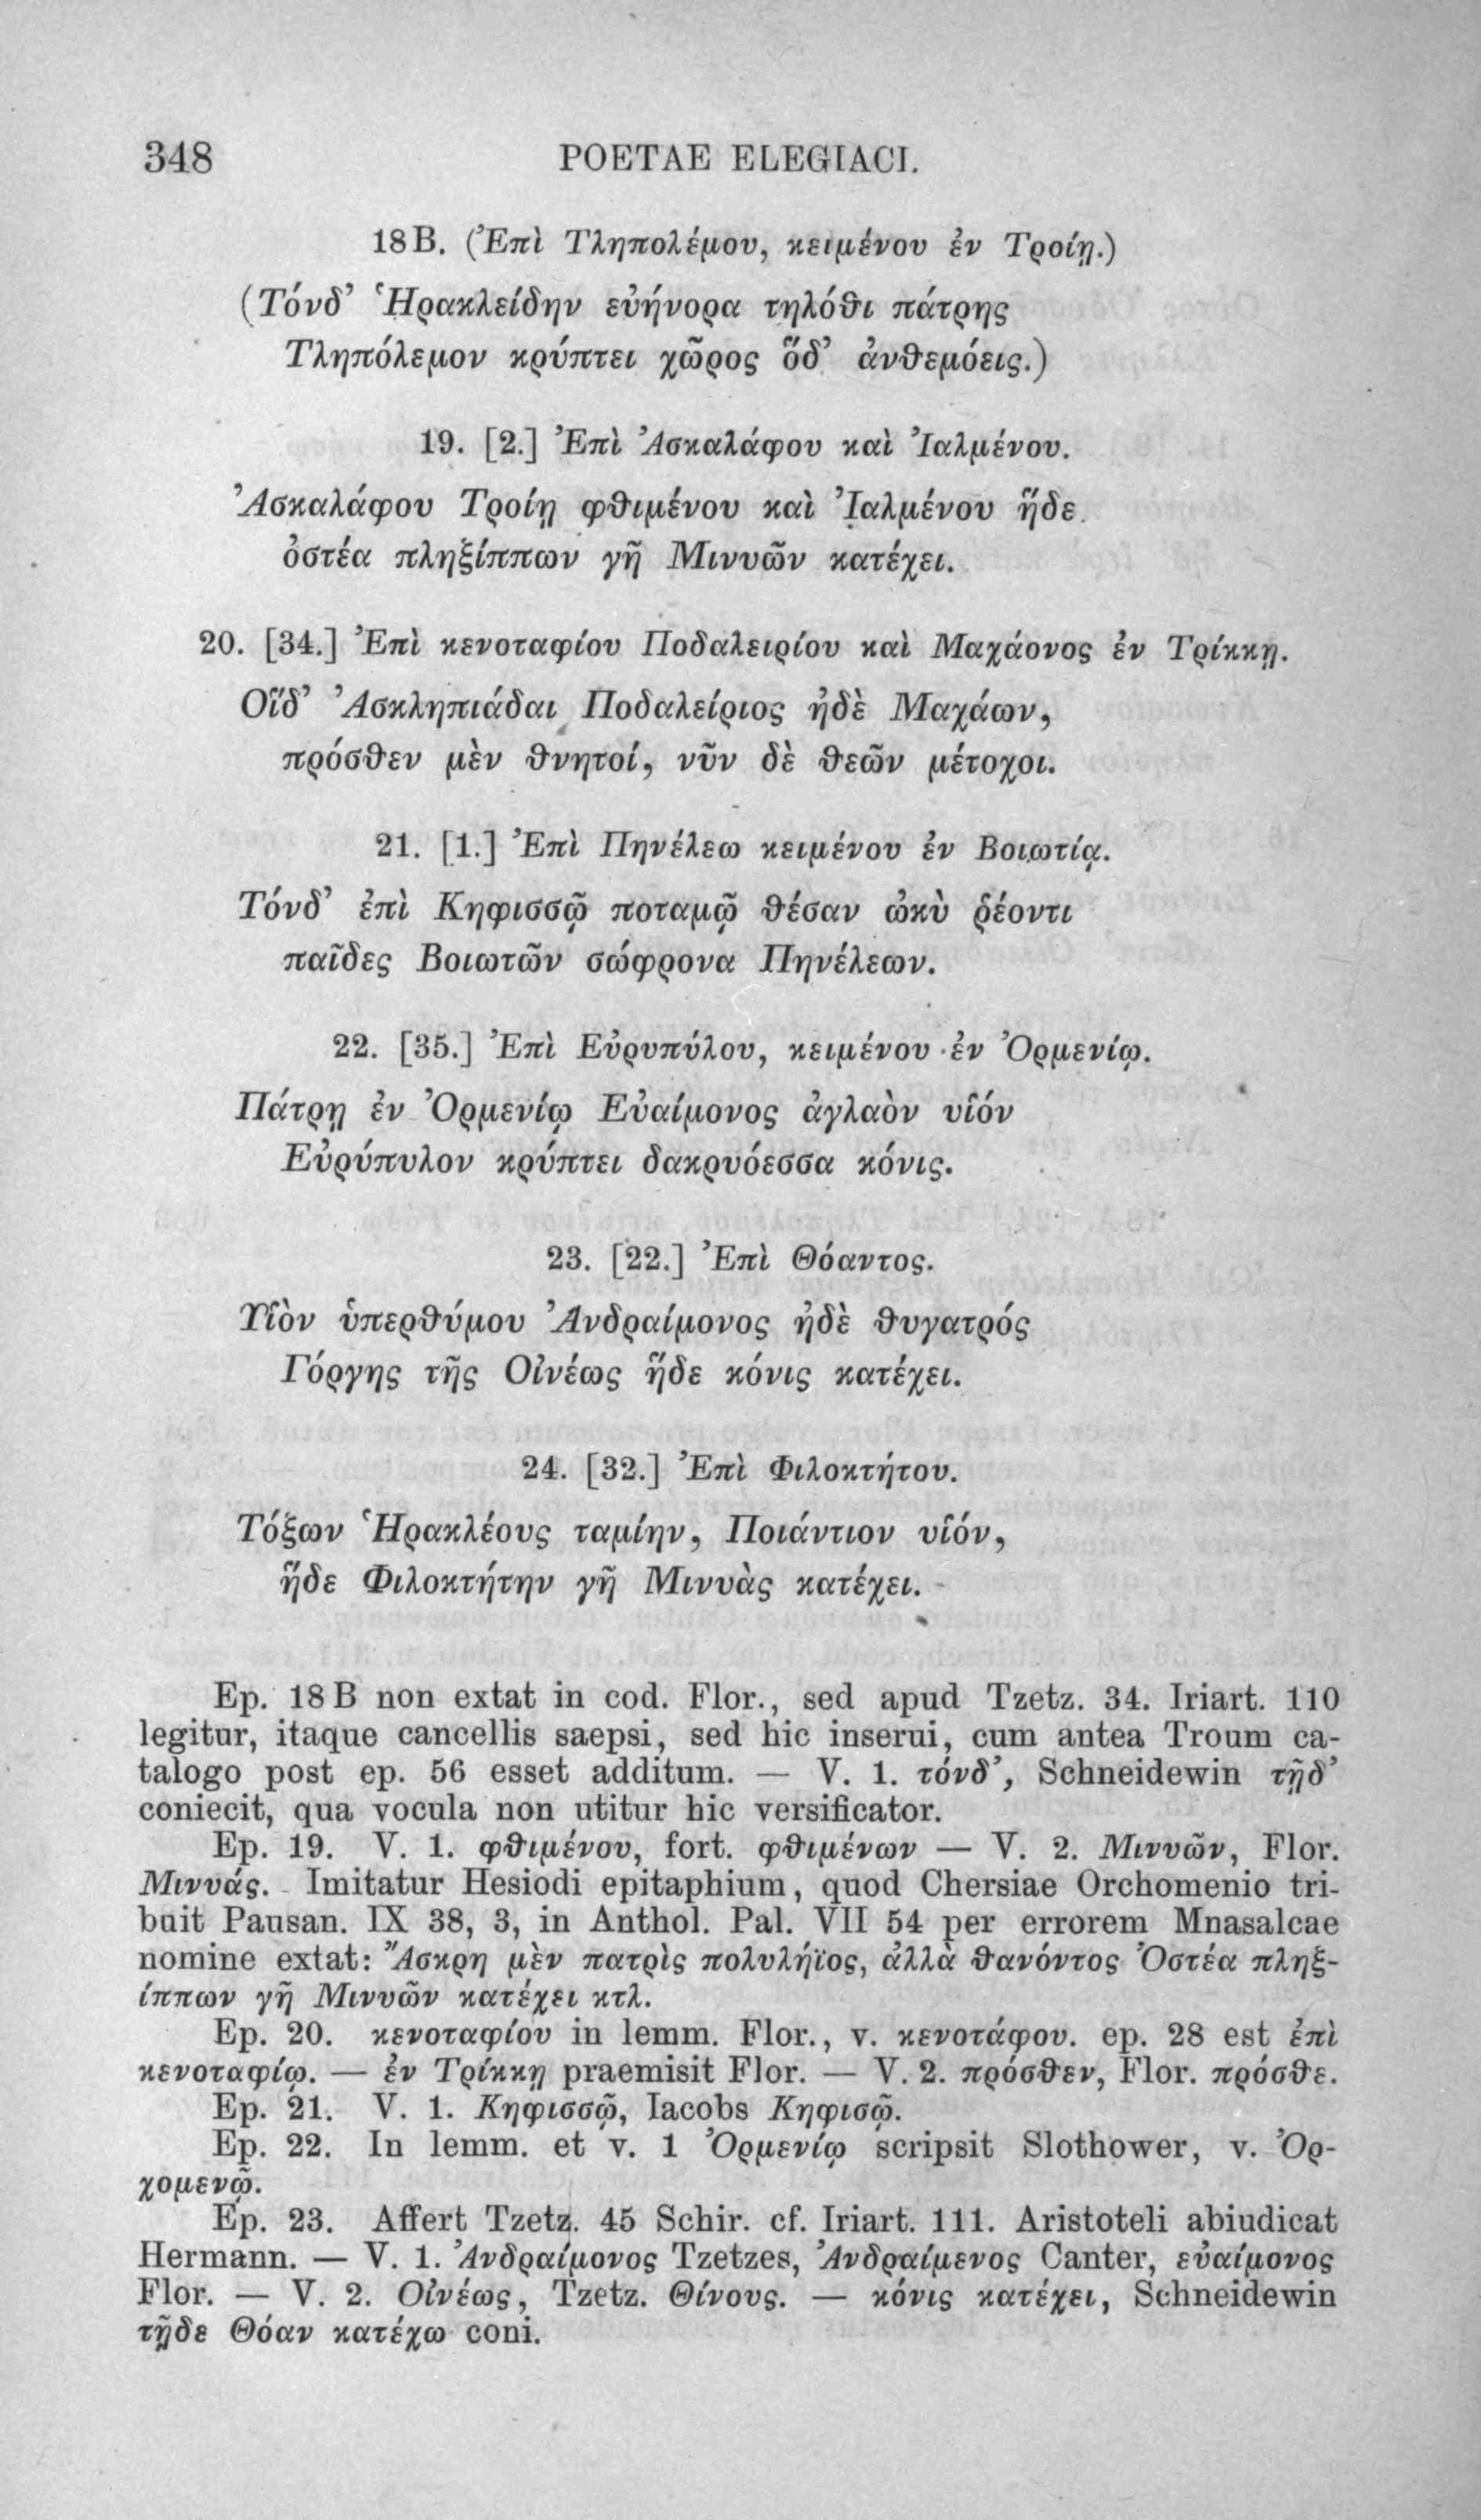 348
POETAE ELEGIACI.
18B. (Ἐπὶ Τληπολέμου, κειμένου ἐν Τροίῃ.)
(Τόνδ’ Ἡρακλείδην εὐήνορα τηλόθι πάτρης
Τληπόλεμον κρύπτει χῶρος ὅδ’ ἀνθεμόεις.)
19. [2.] Ἐπὶ Ἀσκαλάφου καὶ Ἰαλμένου.
Ἀσκαλάφου Τροίῃ φθιμένου καὶ Ἰαλμένου ἥδε
ὀστέα πληξίππων γῆ Μινυῶν κατέχει.
20. [34.] Ἐπὶ κενοταφίου Ποδαλειρίου καὶ Μαχάονος ἐν Τρίκκῃ.
Οἵδ’ Ἀσκληπιάδαι Ποδαλείριος ἠδὲ Μαχάων,
πρόσθεν μὲν θνητοί, νῦν δὲ θεῶν μέτοχοι.
21. [1.] Ἐπὶ Πηνέλεω κειμένου ἐν Βοιωτίᾳ.
Τόνδ’ ἐπὶ Κηφισσῷ ποταμῷ θέσαν ὠκὺ ῥέοντι
παῖδες Βοιωτῶν σώφρονα Πηνέλεων.
22. [35.] Ἐπὶ Εὐρυπύλου, κειμένου ἐν Ὀρμενίῳ.
Πάτρῃ ἐν Ὀρμενίῳ Εὐαίμονος ἀγλαὸν υἱόν
Εὐρύπυλον κρύπτει δακρυόεσσα κόνις.
23. [22.] Ἐπὶ Θόαντος.
Υἱὸν ὑπερθύμου Ἀνδραίμονος ἠδὲ θυγατρός
Γόργης τῆς Οἰνέως ἥδε κόνις κατέχει.
24. [32.] Ἐπὶ Φιλοκτήτου.
Τόξων Ἡρακλέους ταμίην, Ποιάντιον υἱόν,
ἥδε Φιλοκτήτην γῆ Μινυὰς κατέχει.
Ep. 18B non extat in cod. Flor., sed apud Tzetz. 34. Iriart. 110
legitur, itaque cancellis saepsi, sed hic inserui, cum antea Troum ca-
talogo post ep. 56 esset additum. — V. 1. τόνδ’, Schneidewin τῇδ’
coniecit, qua vocula non utitur hic versificator.
Ep. 19. V. 1. φθιμένου, fort. φθιμένων — V. 2. Μινυῶν, Flor.
Μινυάς. Imitatur Hesiodi epitaphium, quod Chersiae Orchomenio tri-
buit Pausan. IX 38, 3, in Anthol. Pal. VII 54 per errorem Mnasalcae
nomine extat: Ἄσκρη μὲν πατρὶς πολυλήϊος, ἀλλὰ θανόντος Ὀστέα πληξ-
ίππων γῆ Μινυῶν κατέχει κτλ.
Ep. 20. κενοταφίου in lemm. Flor., v. κενοτάφου. ep. 28 est ἐπὶ
κενοταφίῳ. — ἐν Τρίκκῃ praemisit Flor. — V. 2. πρόσθεν, Flor. πρόσθε.
Ep. 21. V. 1. Κηφισσῷ, Iacobs Κηφισῷ.
Ep. 22. In lemm. et v. 1 Ὀρμενίῳ scripsit Slothower, v. Ὀρ-
χομενῷ.
Ep. 23. Affert Tzetz. 45 Schir. cf. Iriart. 111. Aristoteli abiudicat
Hermann. — V. 1. Ἀνδραίμονος Tzetzes, Ἀνδραίμενος Canter, εὐαίμονος
Flor. — V. 2. Οἰνέως, Tzetz. Θίνους. — κόνις κατέχει, Schneidewin
τῇδε Θόαν κατέχω coni.